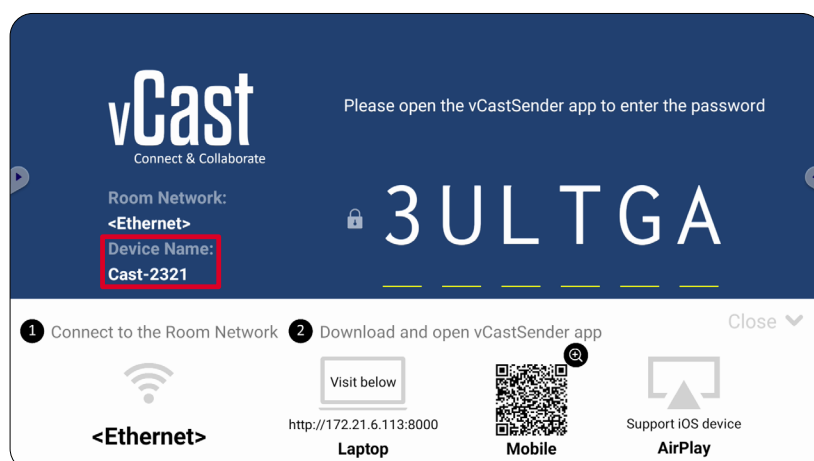 vCast
Connect & Collaborate
Please open the vCastSender app to enter the password
Room Network:
<Ethernet>
Device Name:
Cast-2321
3ULTGA
Close
1 Connect to the Room Network
2 Download and open vCastSender app
<Ethernet>
Visit below
http://172.21.6.113:8000
Laptop
Mobile
Support iOS device
AirPlay